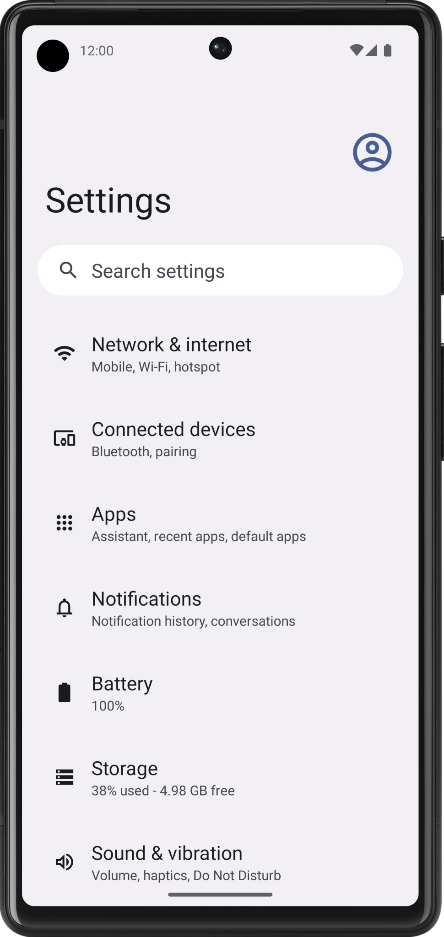 12:00
Settings
Search settings
Network & internet
Mobile, Wi-Fi, hotspot
Connected devices
Bluetooth, pairing
Apps
Assistant, recent apps, default apps
Notifications
Notification history, conversations
Battery
100%
Storage
38% used - 4.98 GB free
Sound & vibration
Volume, haptics, Do Not Disturb